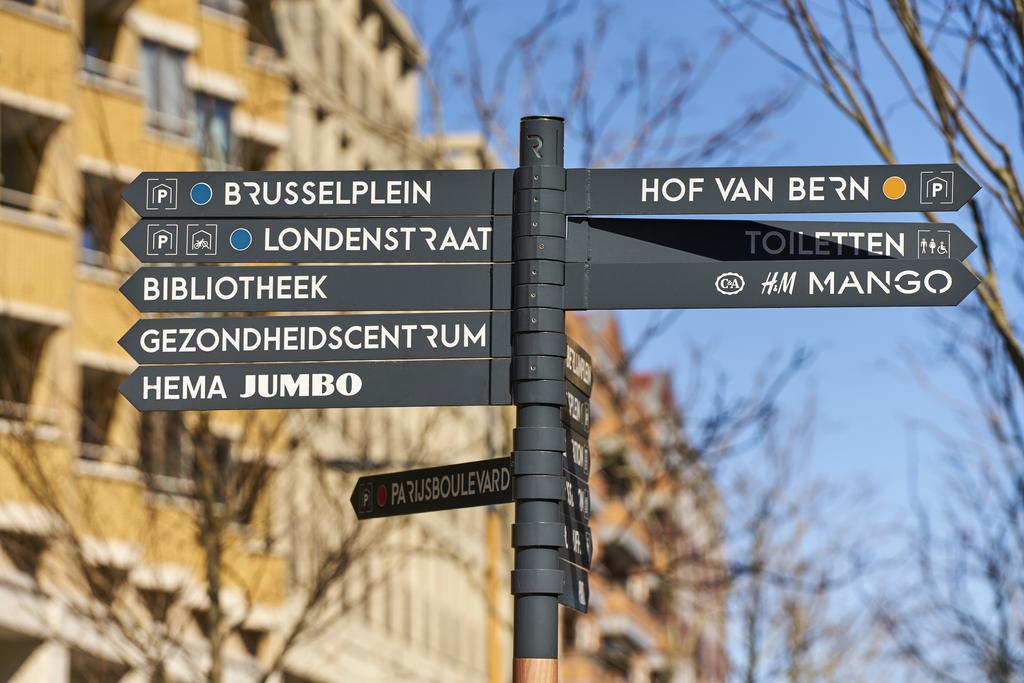 R
P BRUSSELPLEIN
P LONDENSTRAAT
BIBLIOTHEEK
GEZONDHEIDSCENTRUM
HEMA JUMBO
HOF VAN BERN P
TOILETTEN
C&A H&M MANGO
P PARIJSBOULEVARD